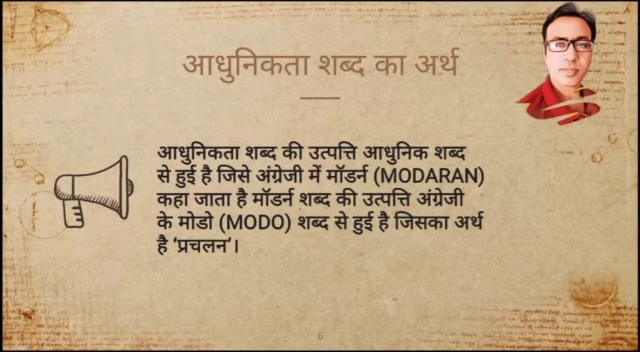 आधुनिकता शब्द का अर्थ
आधुनिकता शब्द की उत्पत्ति आधुनिक शब्द
से हुई है जिसे अंग्रेजी में मॉडर्न (MODARAN)
कहा जाता है मॉडर्न शब्द की उत्पत्ति अंग्रेजी
के मोडो (MODO) शब्द से हुई है जिसका अर्थ
है ‘प्रचलन’।
6